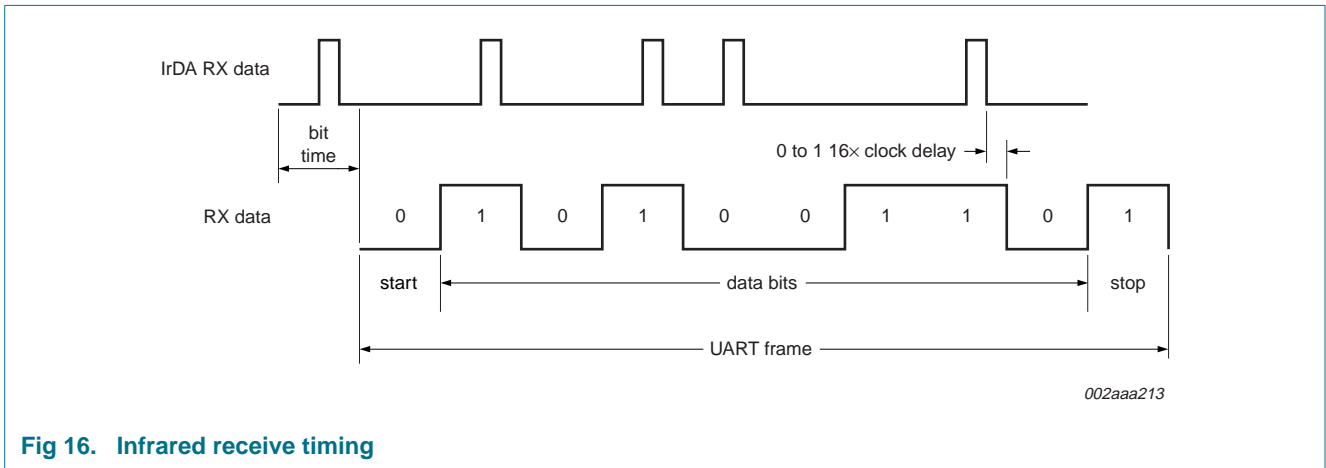 IrDA RX data
bit
time
0 to 1 16× clock delay
RX data
0 1 0 1 0 0 1 1 0 1
start data bits stop
UART frame
002aaa213
Fig 16. Infrared receive timing